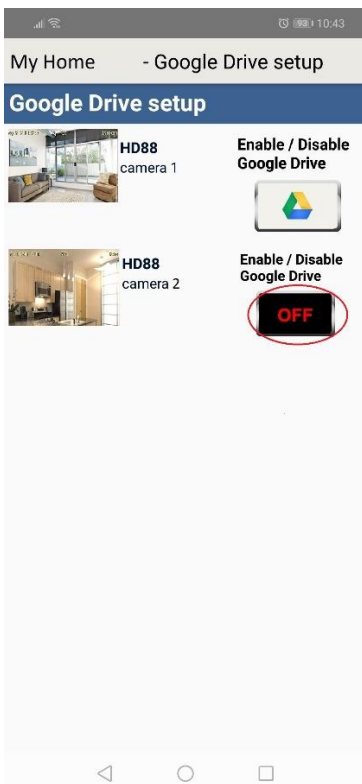 93 10:43
My Home - Google Drive setup
Google Drive setup
HD88
camera 1
Enable / Disable
Google Drive
HD88
camera 2
Enable / Disable
Google Drive
OFF